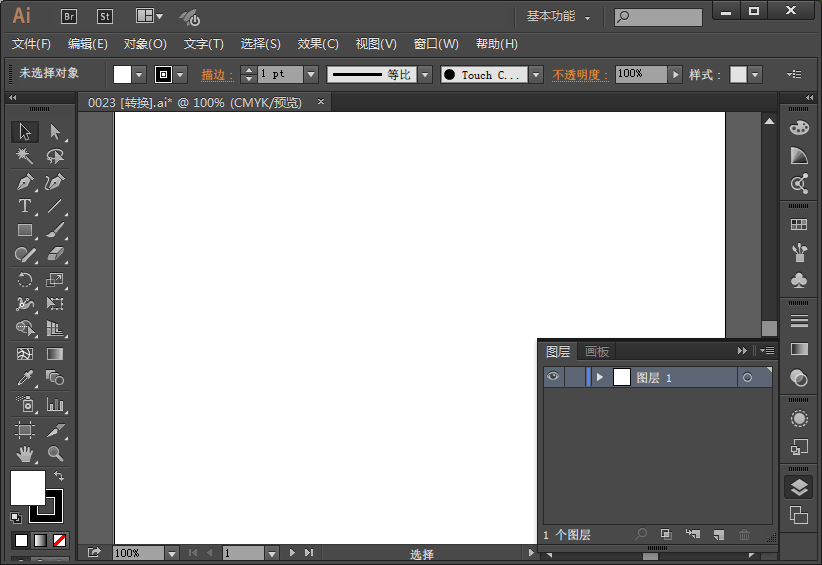 Ai Br St 基本功能
文件(F) 编辑(E) 对象(O) 文字(T) 选择(S) 效果(C) 视图(V) 窗口(W) 帮助(H)
未选择对象 描边: 1 pt 等比 Touch C... 不透明度: 100% 样式:
0023 [转换].ai* @ 100% (CMYK/预览) ×
图层 画板
图层 1
1 个图层
100% 1 选择